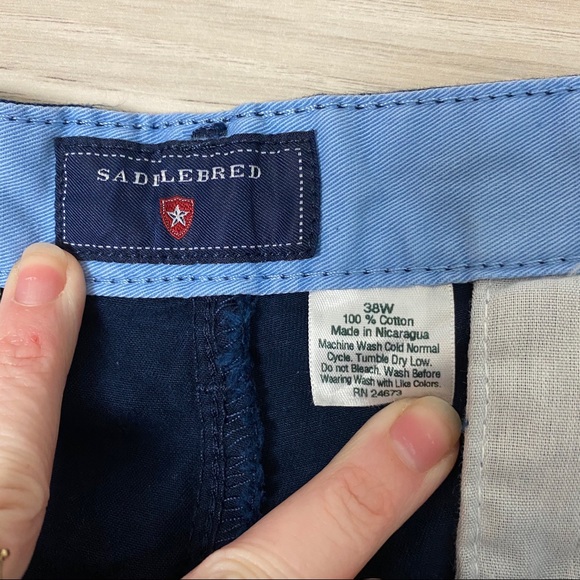 SADDLEBRED
38W
100 % Cotton
Made in Nicaragua
Machine Wash Cold Normal
Cycle. Tumble Dry Low.
Do not Bleach. Wash Before
Wearing Wash with Like Colors.
RN 24673